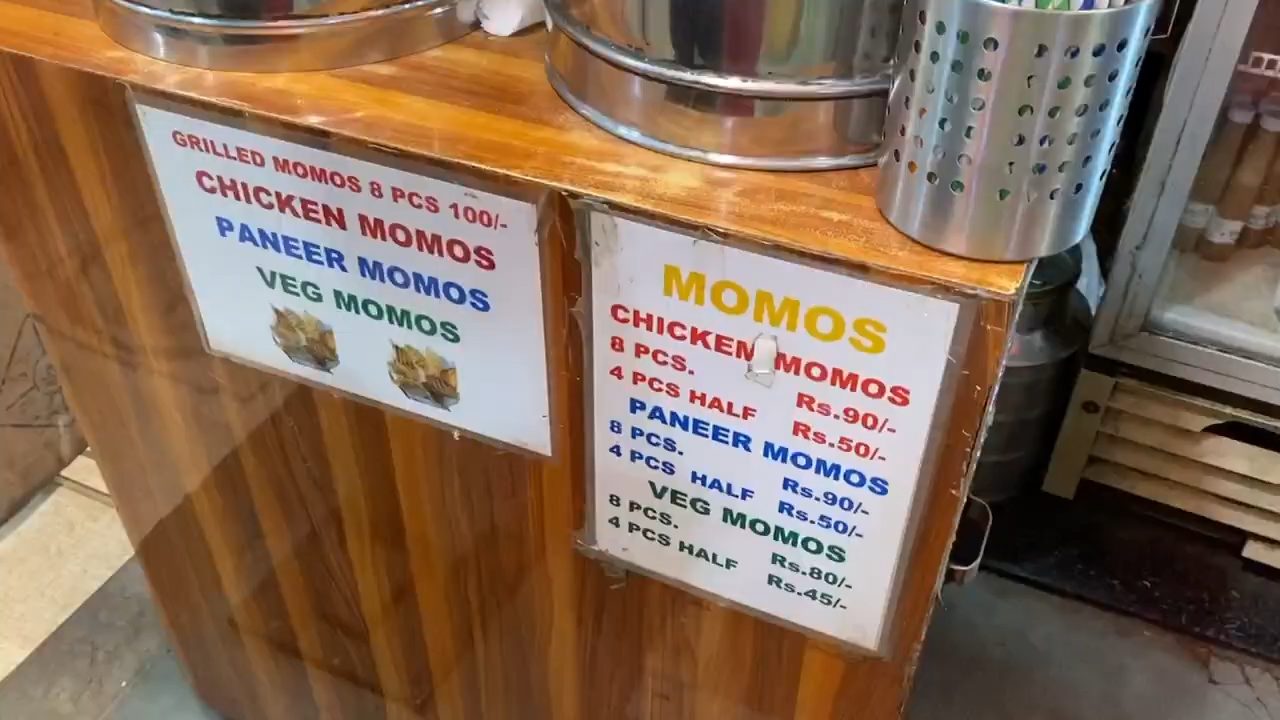 GRILLED MOMOS 8 PCS 100/-
CHICKEN MOMOS
PANEER MOMOS
VEG MOMOS
MOMOS
CHICKEN MOMOS
8 PCS. Rs.90/-
4 PCS HALF Rs.50/-
PANEER MOMOS
8 PCS. Rs.90/-
4 PCS HALF Rs.50/-
VEG MOMOS
8 PCS. Rs.80/-
4 PCS HALF Rs.45/-